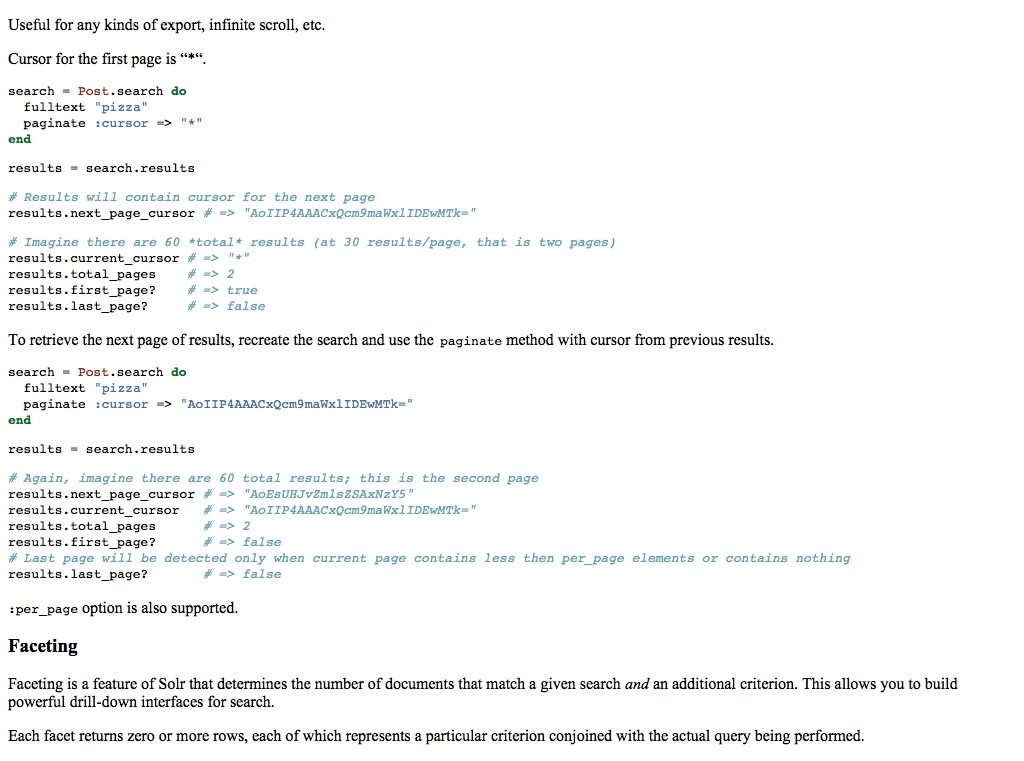 Useful for any kinds of export, infinite scroll, etc.
Cursor for the first page is “*“.
search = Post.search do
  fulltext "pizza"
  paginate :cursor => "*"
end
results = search.results
# Results will contain cursor for the next page
results.next_page_cursor # => "AoIIP4AAACxQcm9maWxlIDEwMTk="
# Imagine there are 60 *total* results (at 30 results/page, that is two pages)
results.current_cursor # => "*"
results.total_pages    # => 2
results.first_page?    # => true
results.last_page?     # => false
To retrieve the next page of results, recreate the search and use the paginate method with cursor from previous results.
search = Post.search do
  fulltext "pizza"
  paginate :cursor => "AoIIP4AAACxQcm9maWxlIDEwMTk="
end
results = search.results
# Again, imagine there are 60 total results; this is the second page
results.next_page_cursor # => "AoEsUHJvZmlsZSAxNzY5"
results.current_cursor   # => "AoIIP4AAACxQcm9maWxlIDEwMTk="
results.total_pages      # => 2
results.first_page?      # => false
# Last page will be detected only when current page contains less then per_page elements or contains nothing
results.last_page?       # => false
:per_page option is also supported.
Faceting
Faceting is a feature of Solr that determines the number of documents that match a given search and an additional criterion. This allows you to build
powerful drill-down interfaces for search.
Each facet returns zero or more rows, each of which represents a particular criterion conjoined with the actual query being performed.